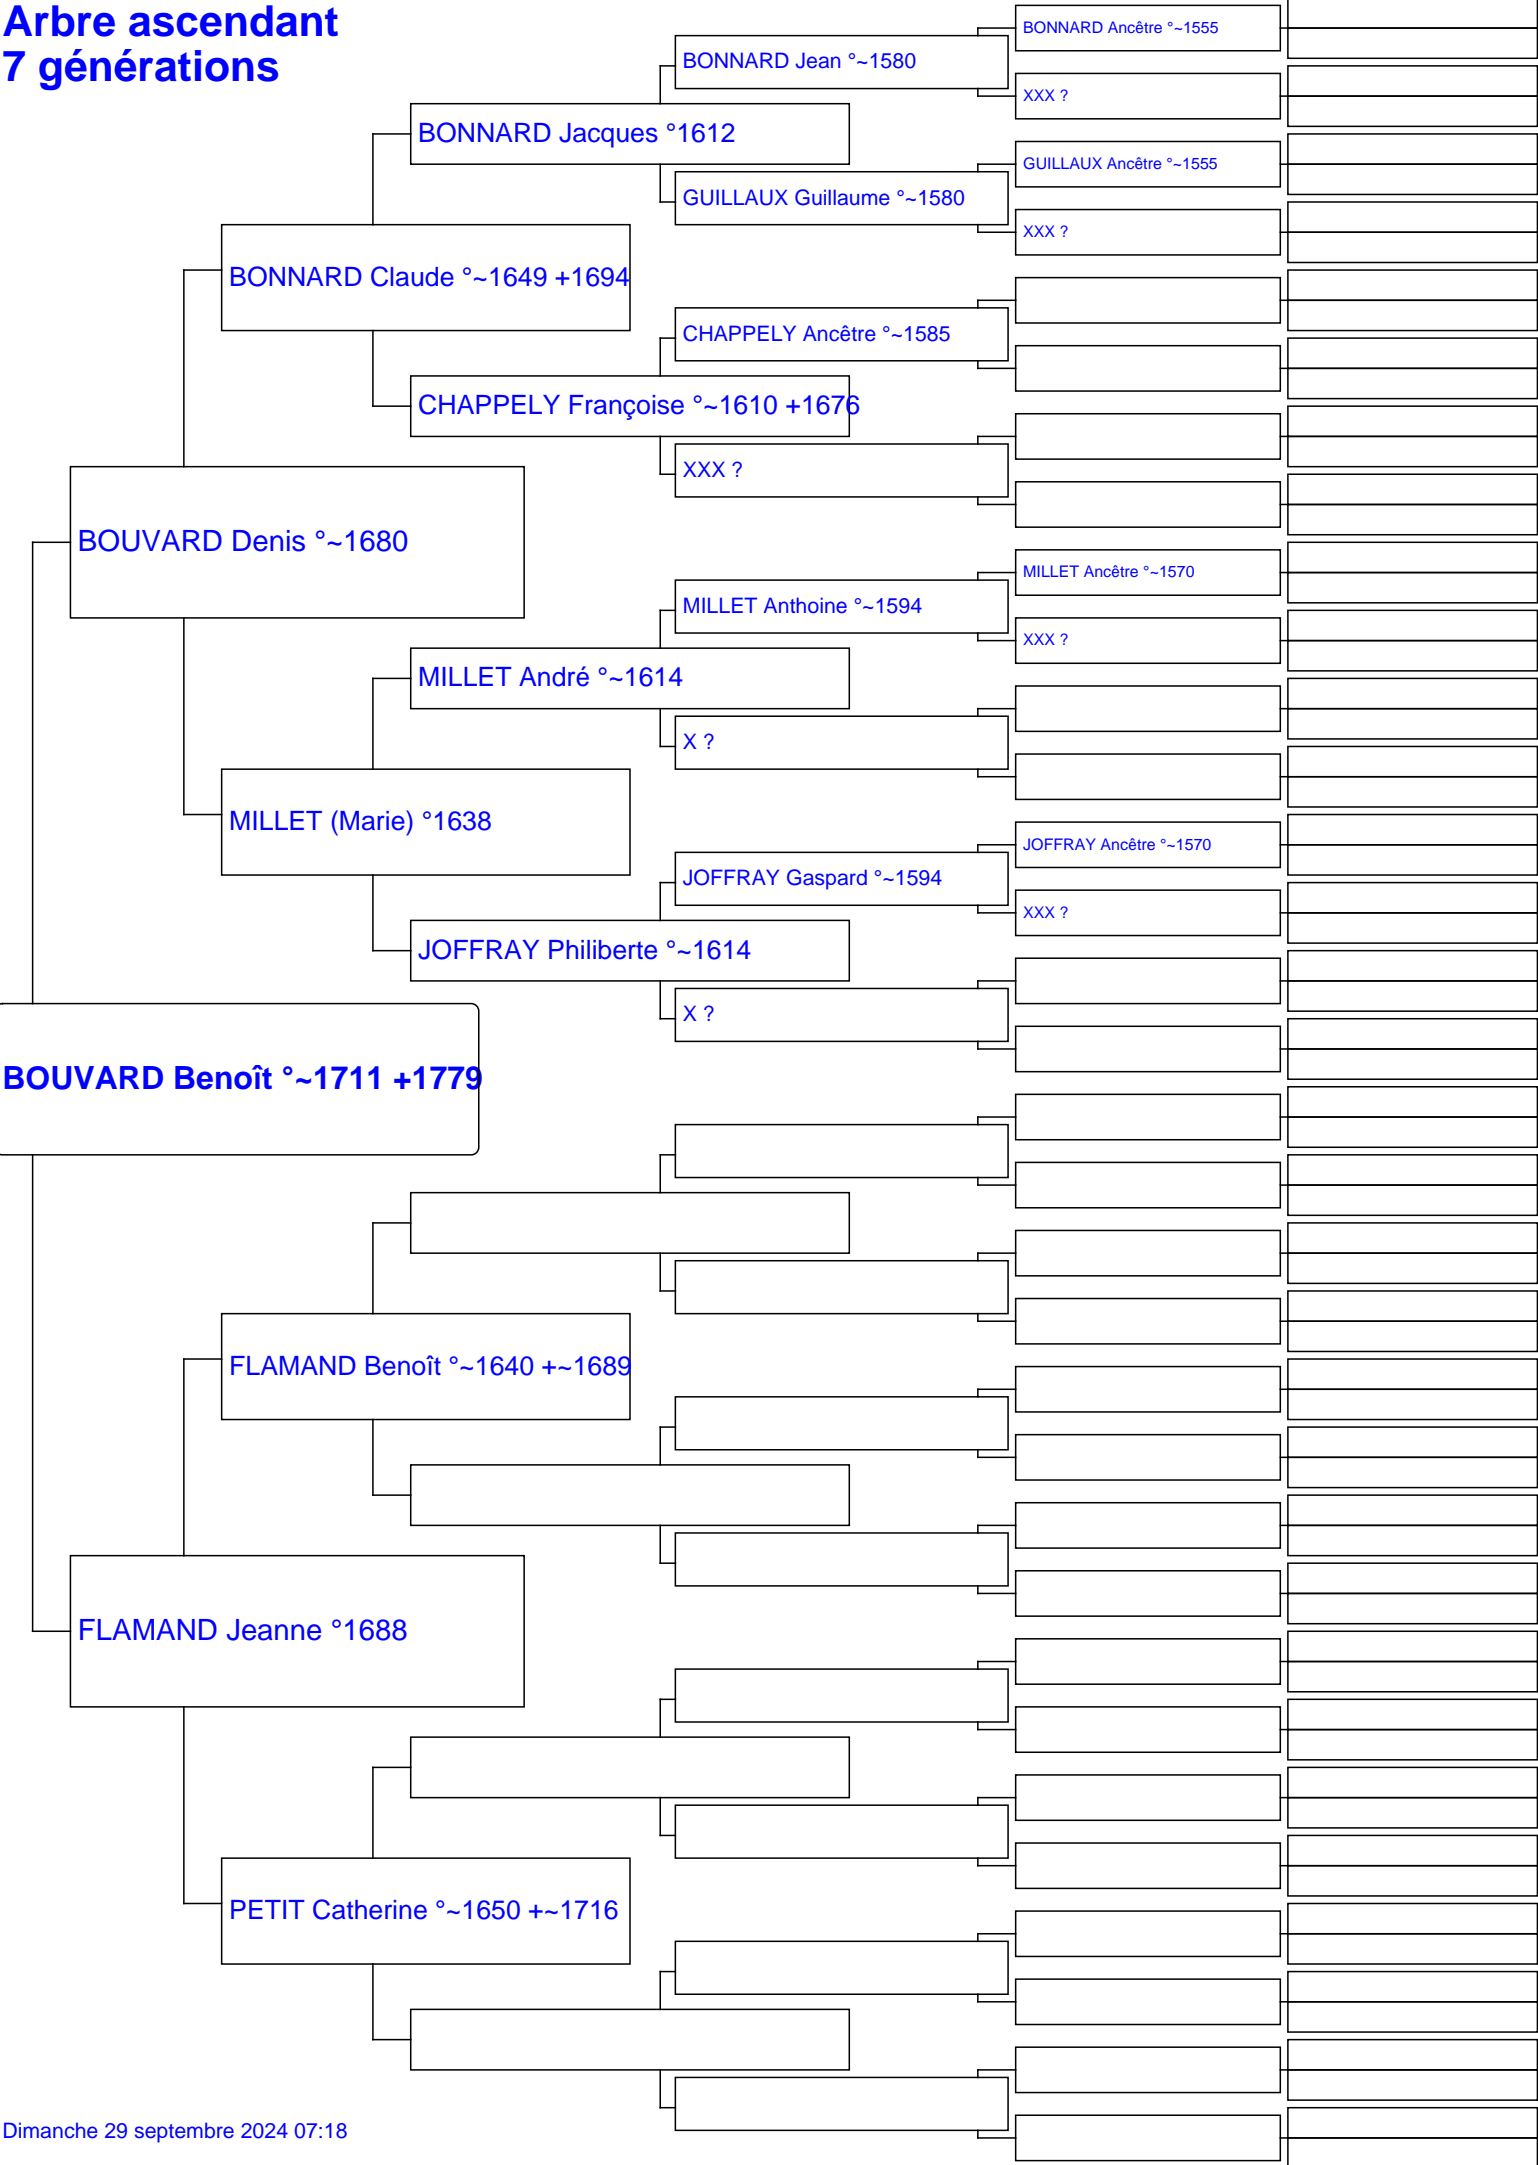 Arbre ascendant
7 générations
BONNARD Ancêtre °~1555
BONNARD Jean °~1580
XXX ?
BONNARD Jacques °1612
GUILLAUX Ancêtre °~1555
GUILLAUX Guillaume °~1580
XXX ?
BONNARD Claude °~1649 +1694
CHAPPELY Ancêtre °~1585
CHAPPELY Françoise °~1610 +1676
XXX ?
BOUVARD Denis °~1680
MILLET Ancêtre °~1570
MILLET Anthoine °~1594
XXX ?
MILLET André °~1614
X ?
MILLET (Marie) °1638
JOFFRAY Ancêtre °~1570
JOFFRAY Gaspard °~1594
XXX ?
JOFFRAY Philiberte °~1614
X ?
BOUVARD Benoît °~1711 +1779
FLAMAND Benoît °~1640 +~1689
FLAMAND Jeanne °1688
PETIT Catherine °~1650 +~1716
Dimanche 29 septembre 2024 07:18